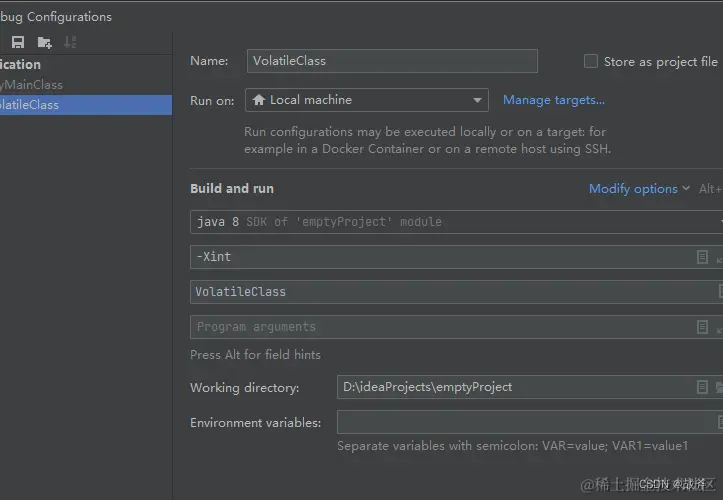 bug Configurations
ication
yMainClass
olatileClass
Name:
VolatileClass
Store as project file
Run on:
Local machine
Manage targets...
Run configurations may be executed locally or on a target: for
example in a Docker Container or on a remote host using SSH.
Build and run
Modify options
Alt+
java 8 SDK of 'emptyProject' module
-Xint
VolatileClass
Program arguments
Press Alt for field hints
Working directory:
D:\ideaProjects\emptyProject
Environment variables:
Separate variables with semicolon: VAR=value; VAR1=value1
@稀土掘金技术社区
CSDN